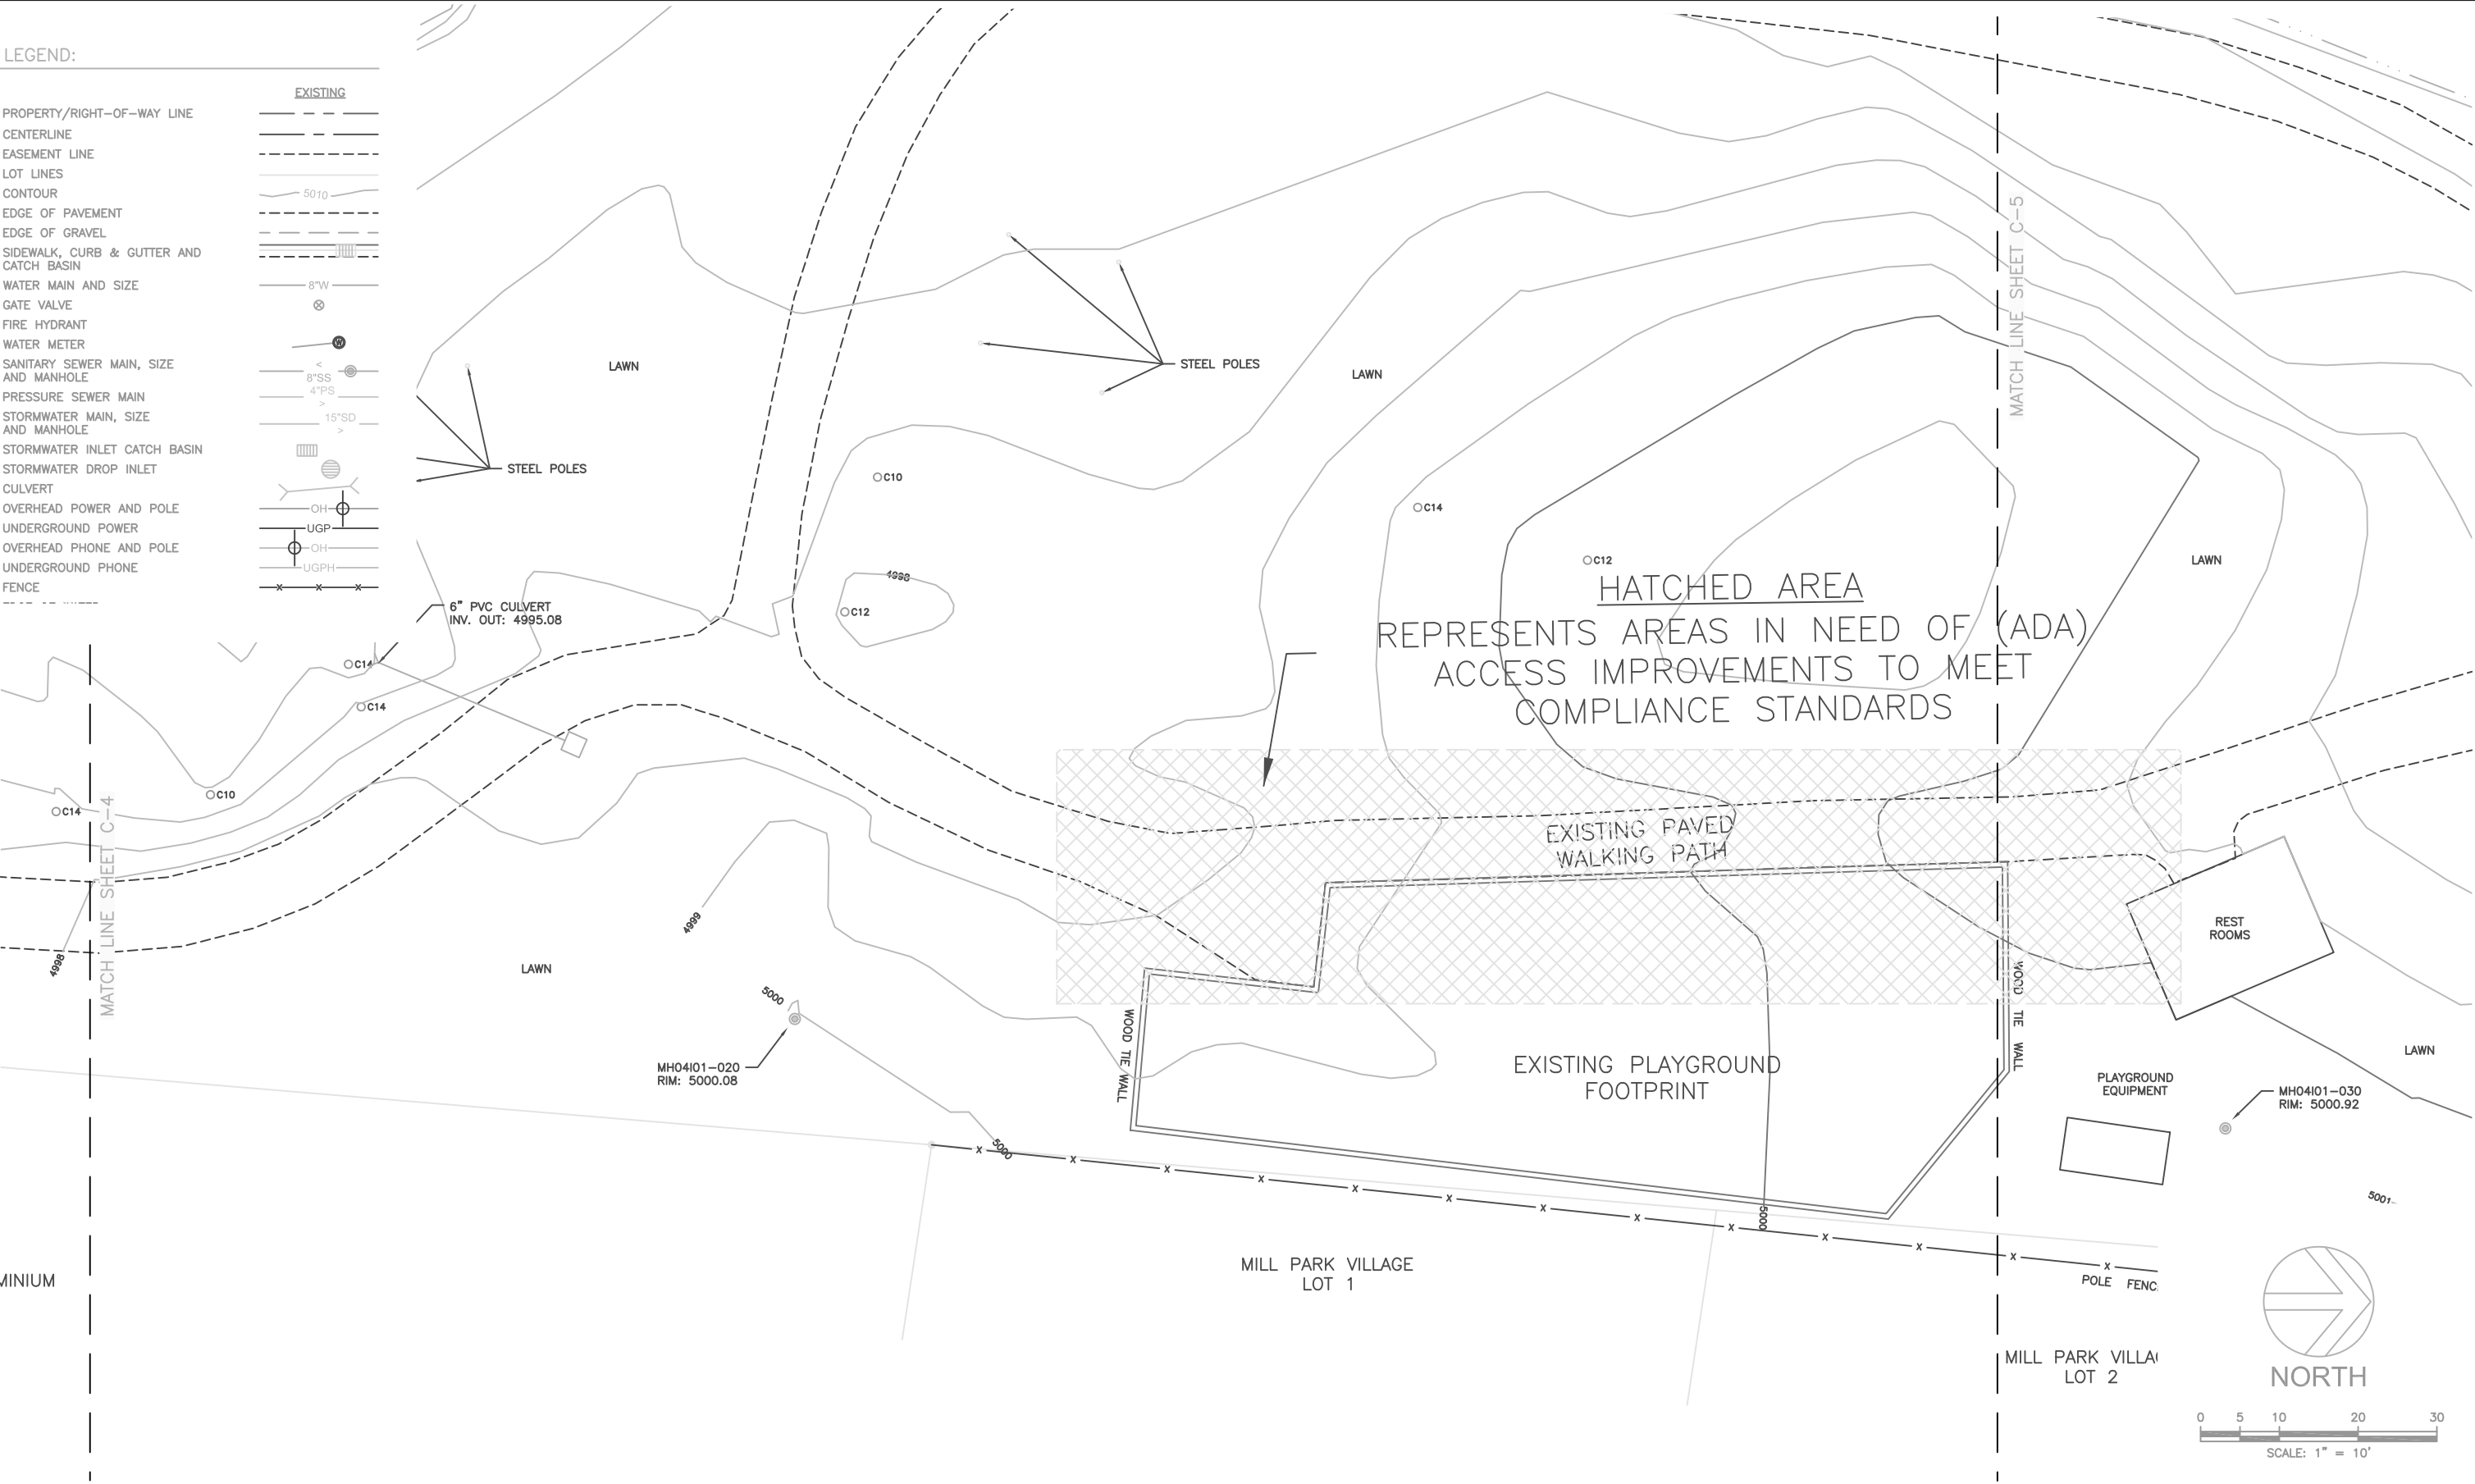 LEGEND:
EXISTING
PROPERTY/RIGHT-OF-WAY LINE
CENTERLINE
EASEMENT LINE
LOT LINES
CONTOUR
5010
EDGE OF PAVEMENT
EDGE OF GRAVEL
SIDEWALK, CURB & GUTTER AND
CATCH BASIN
WATER MAIN AND SIZE
8"W
GATE VALVE
FIRE HYDRANT
WATER METER
W
SANITARY SEWER MAIN, SIZE
AND MANHOLE
<
8"SS
PRESSURE SEWER MAIN
4"PS
>
STORMWATER MAIN, SIZE
AND MANHOLE
15"SD
>
STORMWATER INLET CATCH BASIN
STORMWATER DROP INLET
CULVERT
OVERHEAD POWER AND POLE
OH
UNDERGROUND POWER
UGP
OVERHEAD PHONE AND POLE
OH
UNDERGROUND PHONE
UGPH
FENCE
x x x
STEEL POLES
LAWN
STEEL POLES
LAWN
MATCH LINE SHEET C-5
C10
C14
C12
4998
C12
LAWN
6" PVC CULVERT
INV. OUT: 4995.08
HATCHED AREA
REPRESENTS AREAS IN NEED OF (ADA)
ACCESS IMPROVEMENTS TO MEET
COMPLIANCE STANDARDS
C14
C14
C10
C14
MATCH LINE SHEET C-4
4998
EXISTING PAVED
WALKING PATH
4999
LAWN
REST
ROOMS
5000
MH04I01-020
RIM: 5000.08
WOOD TIE WALL
WOOD TIE WALL
EXISTING PLAYGROUND
FOOTPRINT
LAWN
PLAYGROUND
EQUIPMENT
MH04I01-030
RIM: 5000.92
5000
x x x x x x x x x x x x x
5000
5001
POLE FENC
MINIUM
MILL PARK VILLAGE
LOT 1
MILL PARK VILLA
LOT 2
NORTH
0 5 10 20 30
SCALE: 1" = 10'